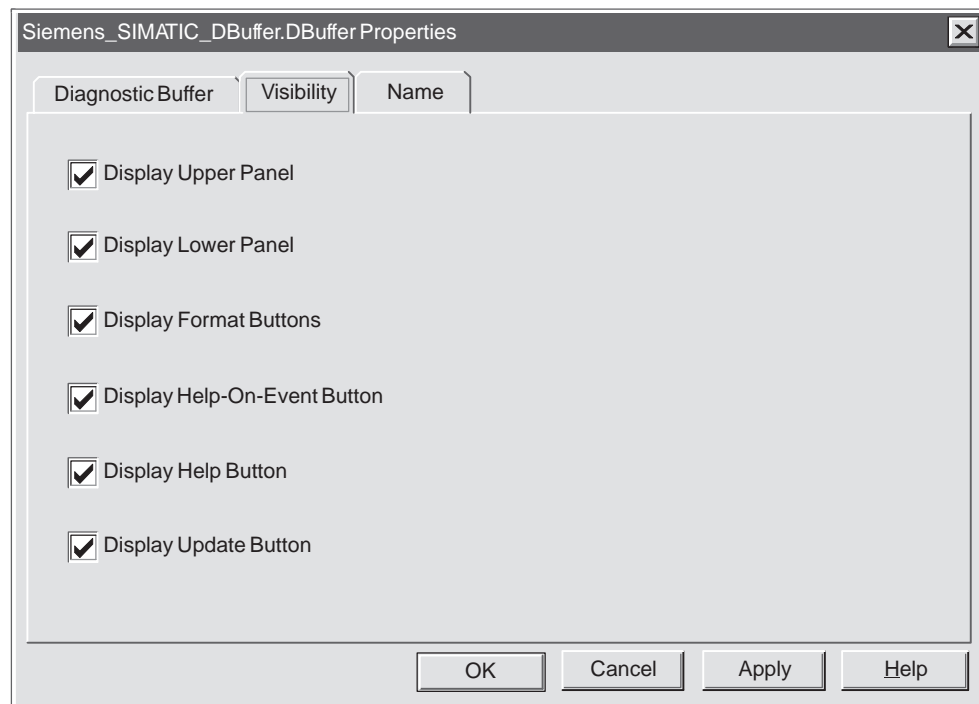 Siemens_SIMATIC_DBuffer.DBuffer Properties
Diagnostic Buffer
Visibility
Name
Display Upper Panel
Display Lower Panel
Display Format Buttons
Display Help-On-Event Button
Display Help Button
Display Update Button
OK
Cancel
Apply
Help